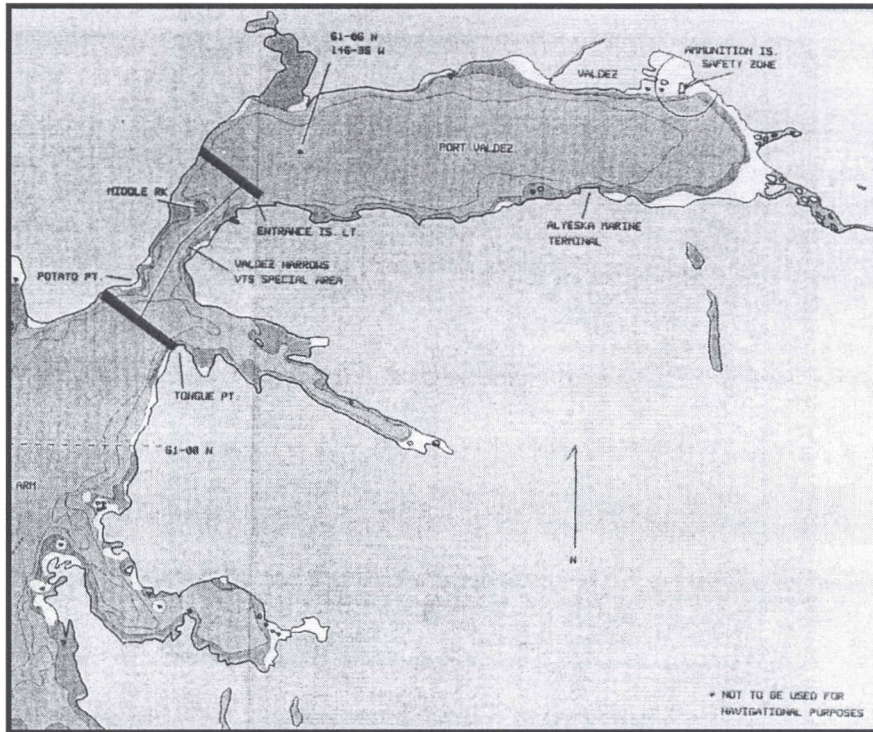 61-06 N
146-35 W
AMMUNITION IS.
SAFETY ZONE
VALDEZ
PORT VALDEZ
MIDDLE RK
ENTRANCE IS. LT.
ALYESKA MARINE
TERMINAL
POTATO PT.
VALDEZ NARROWS
VTS SPECIAL AREA
TONGUE PT.
61-00 N
ARM
N
* NOT TO BE USED FOR
NAVIGATIONAL PURPOSES